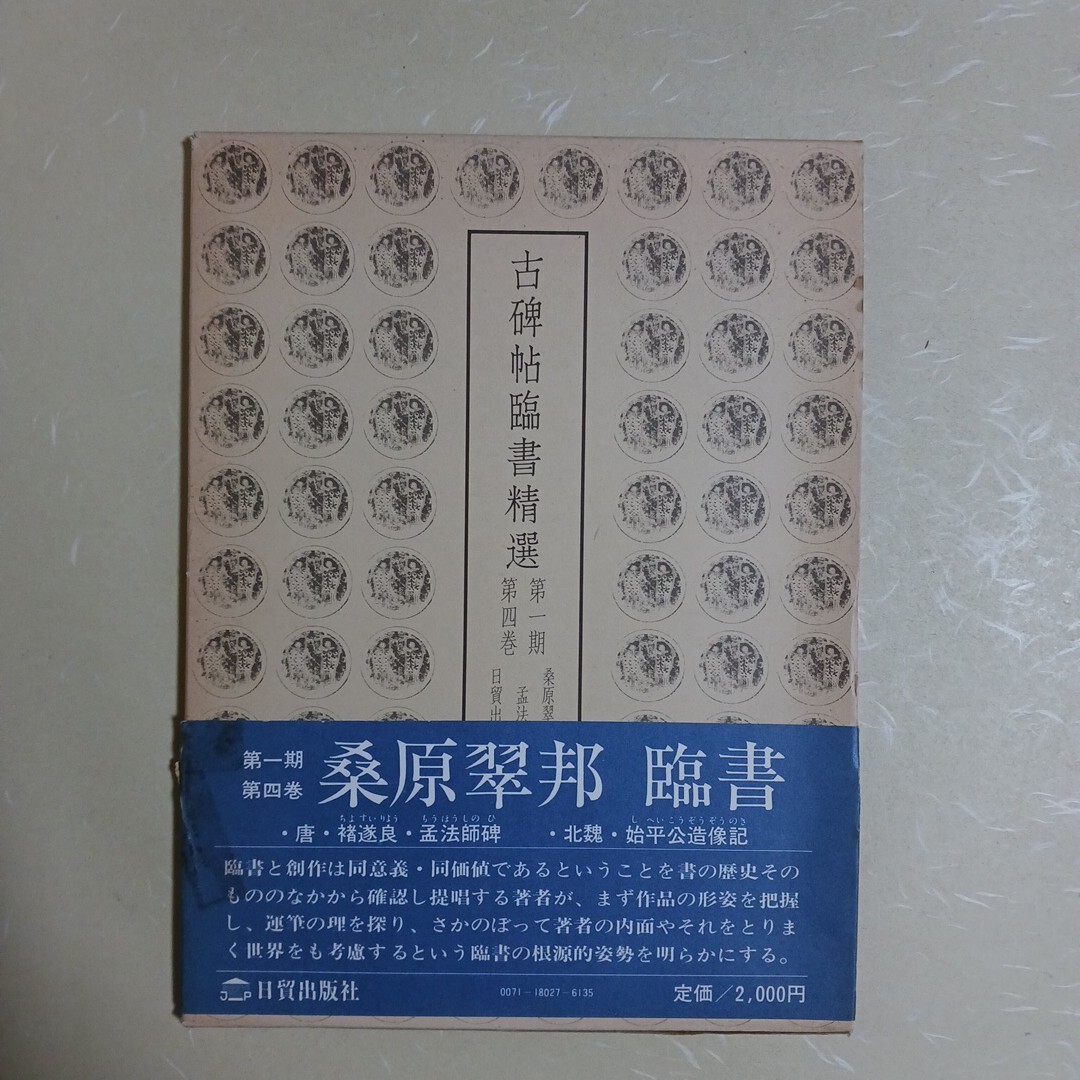 古碑帖臨書精選
第一期
第四巻
桑原翠
孟法
日貿出
第一期
第四巻
桑原翠邦 臨書
・唐・褚遂良・孟法師碑 ・北魏・始平公造像記
ちよすいりよう もうほうしのひ し へいこうぞうぞうのき
臨書と創作は同意義・同価値であるということを書の歴史その
もののなかから確認し提唱する著者が、まず作品の形姿を把握
し、運筆の理を探り、さかのぼって著者の内面やそれをとりま
く世界をも考慮するという臨書の根源的姿勢を明らかにする。
JP 日貿出版社
0071-18027-6135
定価/2,000円